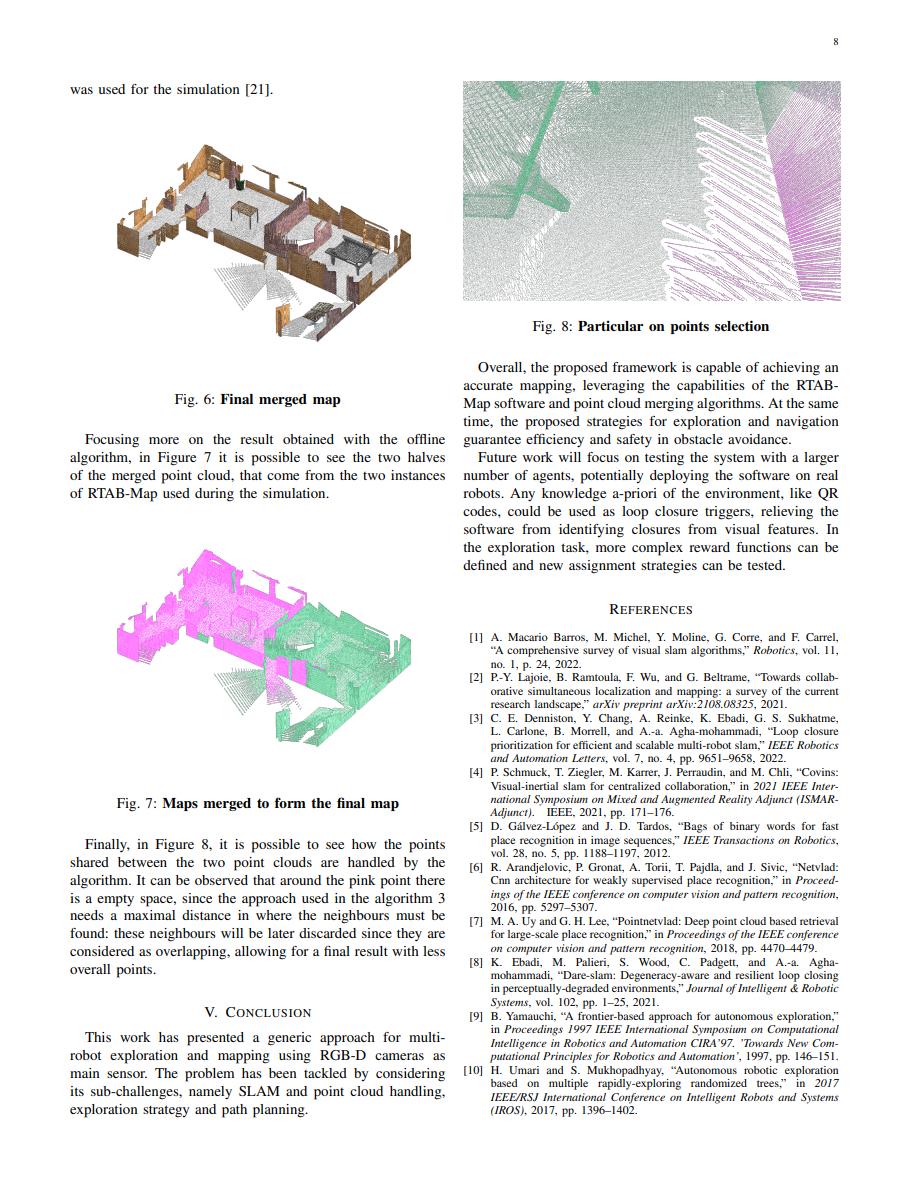 8
was used for the simulation [21].
Fig. 6: Final merged map
Focusing more on the result obtained with the offline
algorithm, in Figure 7 it is possible to see the two halves
of the merged point cloud, that come from the two instances
of RTAB-Map used during the simulation.
Fig. 7: Maps merged to form the final map
Finally, in Figure 8, it is possible to see how the points
shared between the two point clouds are handled by the
algorithm. It can be observed that around the pink point there
is a empty space, since the approach used in the algorithm 3
needs a maximal distance in where the neighbours must be
found: these neighbours will be later discarded since they are
considered as overlapping, allowing for a final result with less
overall points.
V. CONCLUSION
This work has presented a generic approach for multi-
robot exploration and mapping using RGB-D cameras as
main sensor. The problem has been tackled by considering
its sub-challenges, namely SLAM and point cloud handling,
exploration strategy and path planning.
Fig. 8: Particular on points selection
Overall, the proposed framework is capable of achieving an
accurate mapping, leveraging the capabilities of the RTAB-
Map software and point cloud merging algorithms. At the same
time, the proposed strategies for exploration and navigation
guarantee efficiency and safety in obstacle avoidance.
Future work will focus on testing the system with a larger
number of agents, potentially deploying the software on real
robots. Any knowledge a-priori of the environment, like QR
codes, could be used as loop closure triggers, relieving the
software from identifying closures from visual features. In
the exploration task, more complex reward functions can be
defined and new assignment strategies can be tested.
REFERENCES
[1] A. Macario Barros, M. Michel, Y. Moline, G. Corre, and F. Carrel,
“A comprehensive survey of visual slam algorithms,” Robotics, vol. 11,
no. 1, p. 24, 2022.
[2] P.-Y. Lajoie, B. Ramtoula, F. Wu, and G. Beltrame, “Towards collab-
orative simultaneous localization and mapping: a survey of the current
research landscape,” arXiv preprint arXiv:2108.08325, 2021.
[3] C. E. Denniston, Y. Chang, A. Reinke, K. Ebadi, G. S. Sukhatme,
L. Carlone, B. Morrell, and A.-a. Agha-mohammadi, “Loop closure
prioritization for efficient and scalable multi-robot slam,” IEEE Robotics
and Automation Letters, vol. 7, no. 4, pp. 9651–9658, 2022.
[4] P. Schmuck, T. Ziegler, M. Karrer, J. Perraudin, and M. Chli, “Covins:
Visual-inertial slam for centralized collaboration,” in 2021 IEEE Inter-
national Symposium on Mixed and Augmented Reality Adjunct (ISMAR-
Adjunct). IEEE, 2021, pp. 171–176.
[5] D. Gálvez-López and J. D. Tardos, “Bags of binary words for fast
place recognition in image sequences,” IEEE Transactions on Robotics,
vol. 28, no. 5, pp. 1188–1197, 2012.
[6] R. Arandjelovic, P. Gronat, A. Torii, T. Pajdla, and J. Sivic, “Netvlad:
Cnn architecture for weakly supervised place recognition,” in Proceed-
ings of the IEEE conference on computer vision and pattern recognition,
2016, pp. 5297–5307.
[7] M. A. Uy and G. H. Lee, “Pointnetvlad: Deep point cloud based retrieval
for large-scale place recognition,” in Proceedings of the IEEE conference
on computer vision and pattern recognition, 2018, pp. 4470–4479.
[8] K. Ebadi, M. Palieri, S. Wood, C. Padgett, and A.-a. Agha-
mohammadi, “Dare-slam: Degeneracy-aware and resilient loop closing
in perceptually-degraded environments,” Journal of Intelligent & Robotic
Systems, vol. 102, pp. 1–25, 2021.
[9] B. Yamauchi, “A frontier-based approach for autonomous exploration,”
in Proceedings 1997 IEEE International Symposium on Computational
Intelligence in Robotics and Automation CIRA’97. ’Towards New Com-
putational Principles for Robotics and Automation’, 1997, pp. 146–151.
[10] H. Umari and S. Mukhopadhyay, “Autonomous robotic exploration
based on multiple rapidly-exploring randomized trees,” in 2017
IEEE/RSJ International Conference on Intelligent Robots and Systems
(IROS), 2017, pp. 1396–1402.